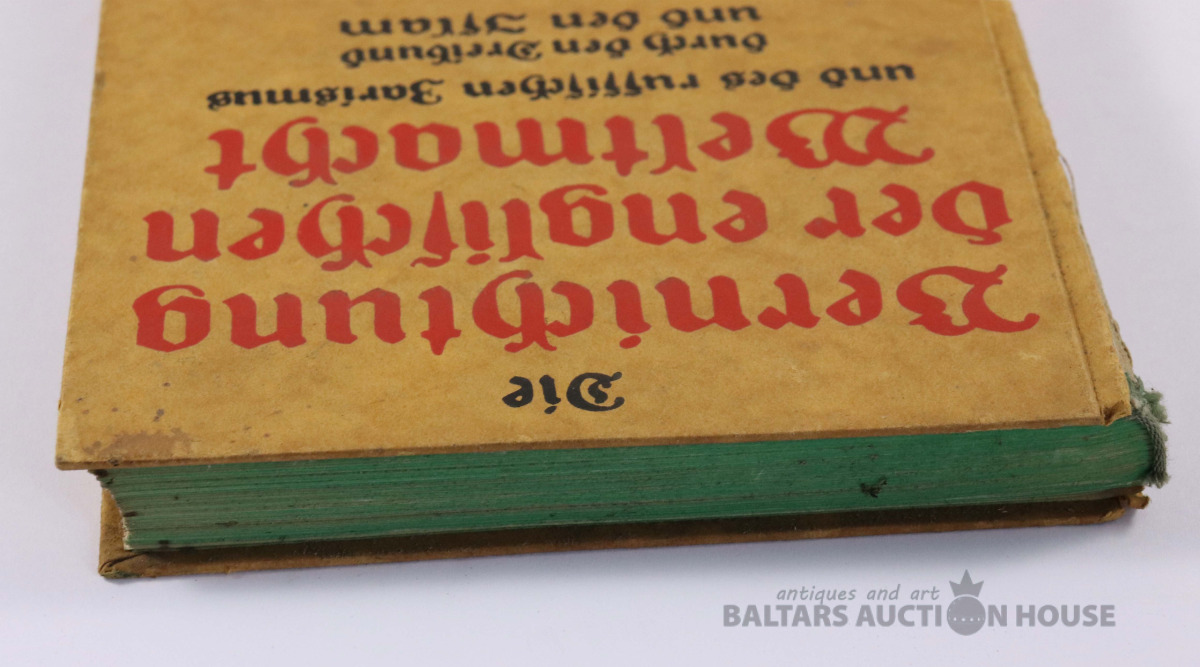 Die
Vernichtung
der englischen
Weltmacht
und des russischen Zarismus
durch den Dreibund
und den Islam
antiques and art
BALTARS AUCTION HOUSE